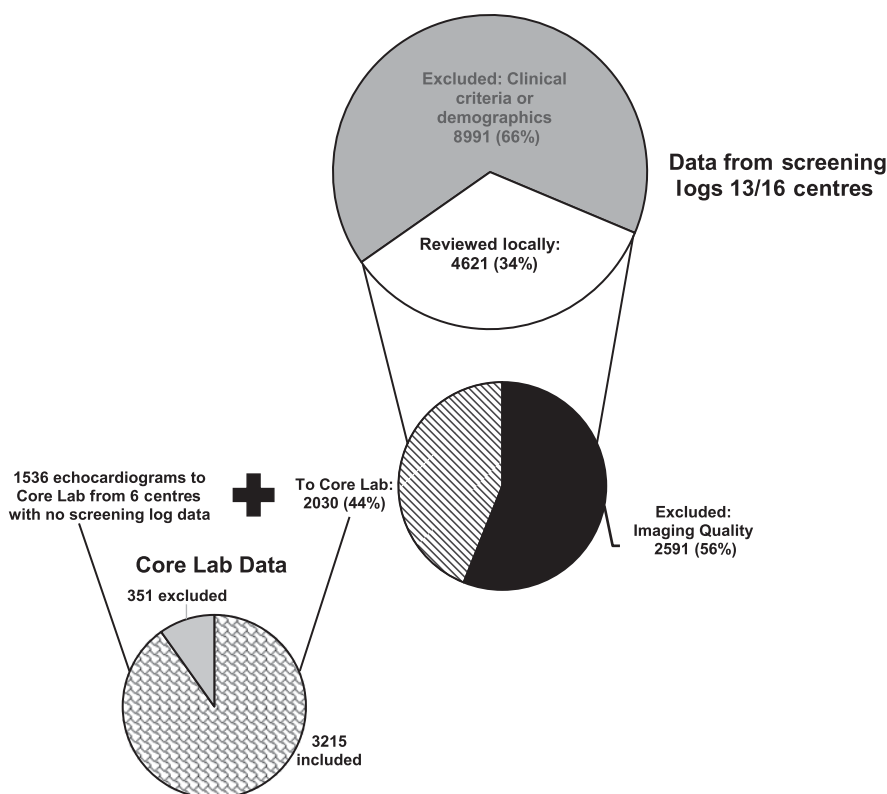 Excluded: Clinical
criteria or
demographics
8991 (66%)
Data from screening
logs 13/16 centres
Reviewed locally:
4621 (34%)
1536 echocardiograms to
Core Lab from 6 centres
with no screening log data
To Core Lab:
2030 (44%)
Excluded:
Imaging Quality
2591 (56%)
Core Lab Data
351 excluded
3215
included